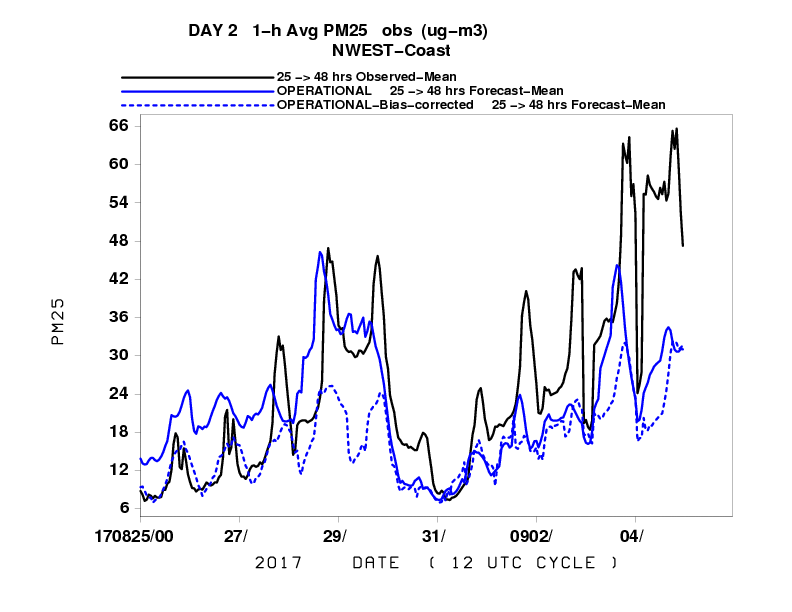 DAY 2 1-h Avg PM25 obs (ug-m3)
NWEST-Coast
25 -> 48 hrs Observed-Mean
OPERATIONAL 25 -> 48 hrs Forecast-Mean
OPERATIONAL-Bias-corrected 25 -> 48 hrs Forecast-Mean
66
60
54
48
42
36
30
24
18
12
6
PM25
170825/00 27/ 29/ 31/ 0902/ 04/
2017 DATE ( 12 UTC CYCLE )